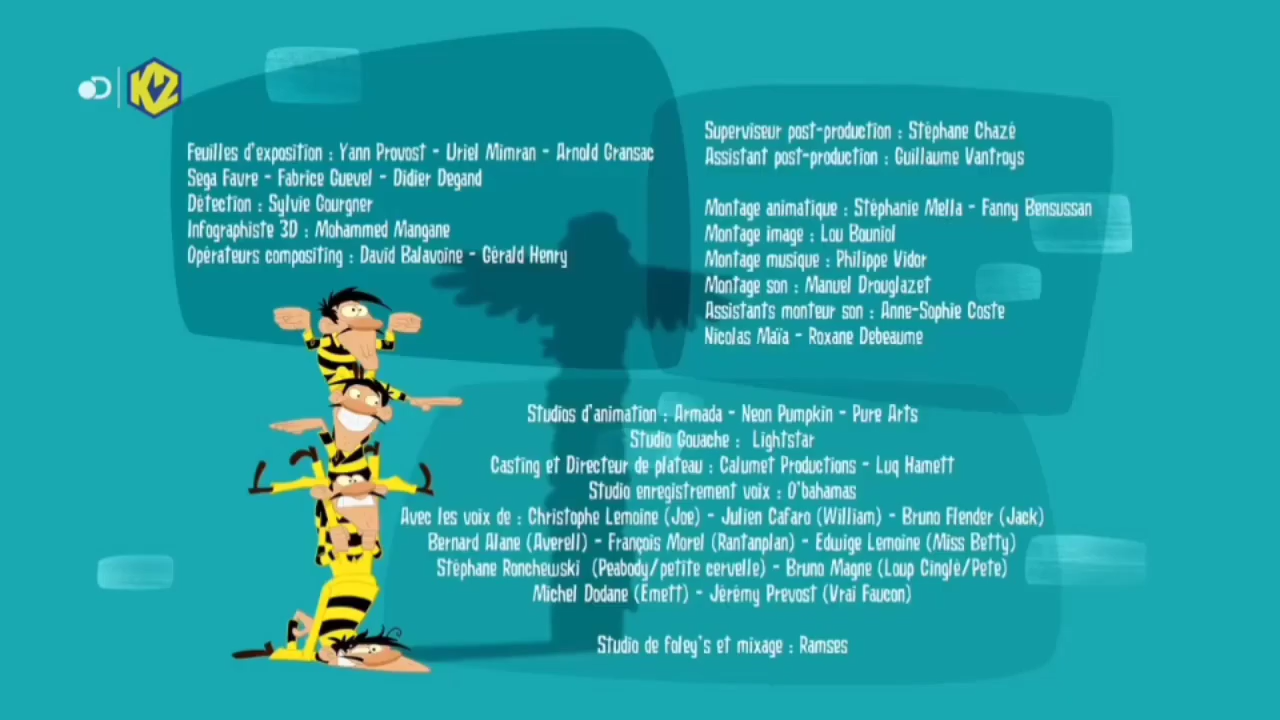 K2
Feuilles d'exposition : Yann Provost - Uriel Mimran - Arnold Gransac
Sega Favre - Fabrice Guevel - Didier Degand
Détection : Sylvie Gourgner
Infographiste 3D : Mohammed Mangane
Opérateurs compositing : David Balavoine - Gérald Henry
Superviseur post-production : Stéphane Chazé
Assistant post-production : Guillaume Vantroys
Montage animatique : Stéphanie Mella - Fanny Bensussan
Montage image : Lou Bouniol
Montage musique : Philippe Vidor
Montage son : Manuel Drouglazet
Assistants monteur son : Anne-Sophie Coste
Nicolas Maïa - Roxane Debeaume
Studios d'animation : Armada - Neon Pumpkin - Pure Arts
Studio Gouache : Lightstar
Casting et Directeur de plateau : Calumet Productions - Luq Hamett
Studio enregistrement voix : O'bahamas
Avec les voix de : Christophe Lemoine (Joe) - Julien Cafaro (William) - Bruno Flender (Jack)
Bernard Alane (Averell) - François Morel (Rantanplan) - Edwige Lemoine (Miss Betty)
Stéphane Ronchewski (Peabody/petite cervelle) - Bruno Magne (Loup Cinglé/Pete)
Michel Dodane (Emett) - Jérémy Prevost (Vrai Faucon)
Studio de foley's et mixage : Ramses